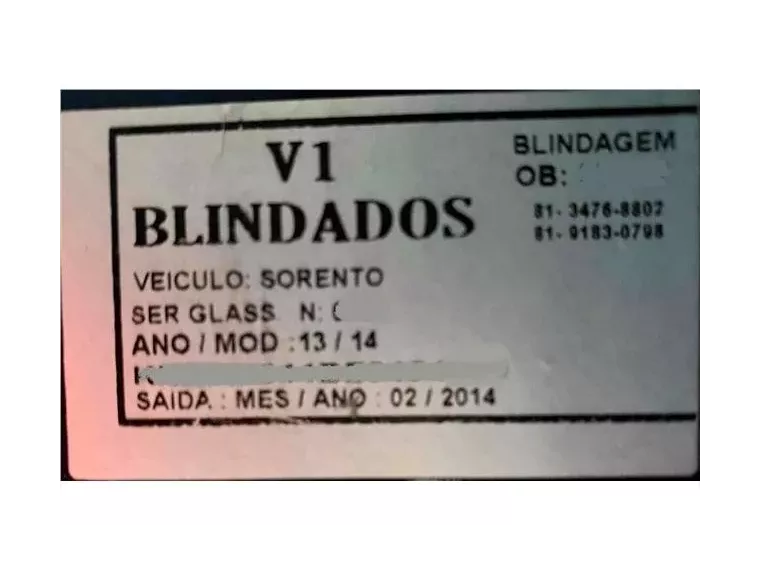 V1
BLINDADOS
BLINDAGEM
OB:
81- 3476-8807
81- 9183-0798
VEICULO: SORENTO
SER GLASS N:
ANO / MOD :13 / 14
SAIDA : MES / ANO : 02 / 2014